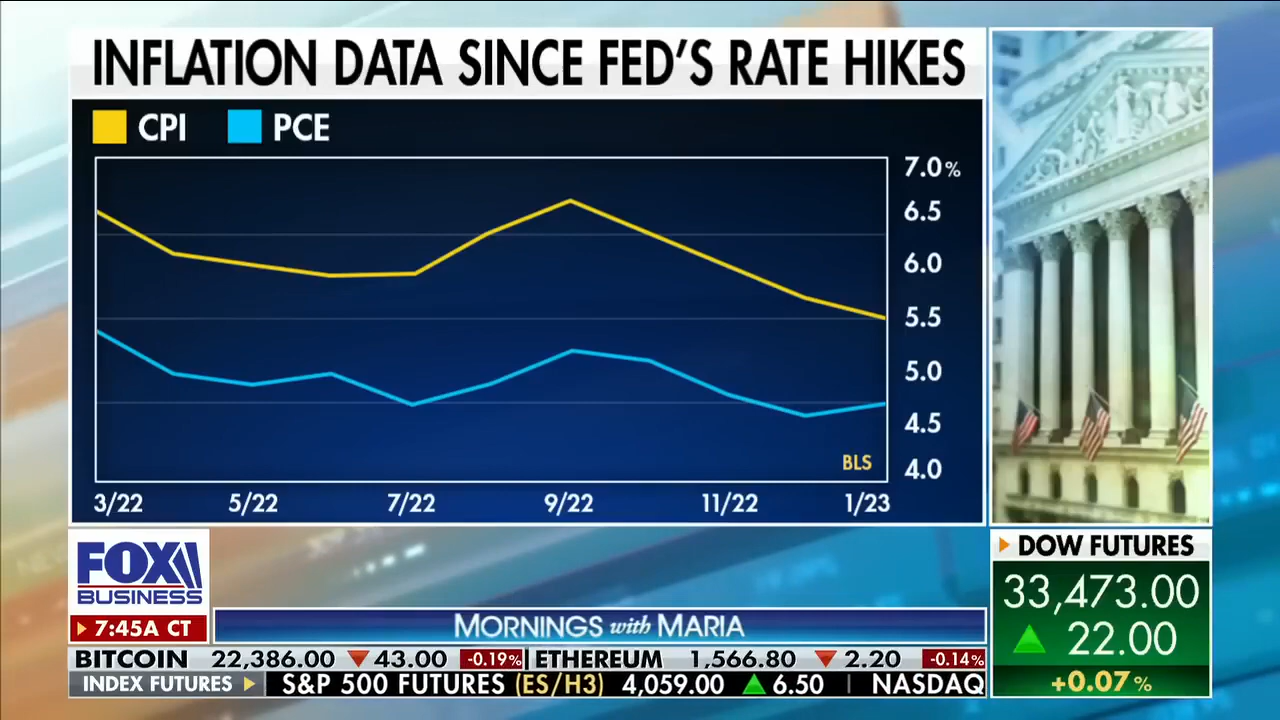 INFLATION DATA SINCE FED'S RATE HIKES
CPI PCE
7.0%
6.5
6.0
5.5
5.0
4.5
4.0
BLS
3/22 5/22 7/22 9/22 11/22 1/23
FOX
BUSINESS
7:45A CT
MORNINGS with MARIA
DOW FUTURES
33,473.00
22.00
+0.07%
BITCOIN 22,386.00 43.00 -0.19% ETHEREUM 1,566.80 2.20 -0.14%
INDEX FUTURES S&P 500 FUTURES (ES/H3) 4,059.00 6.50 NASDAQ